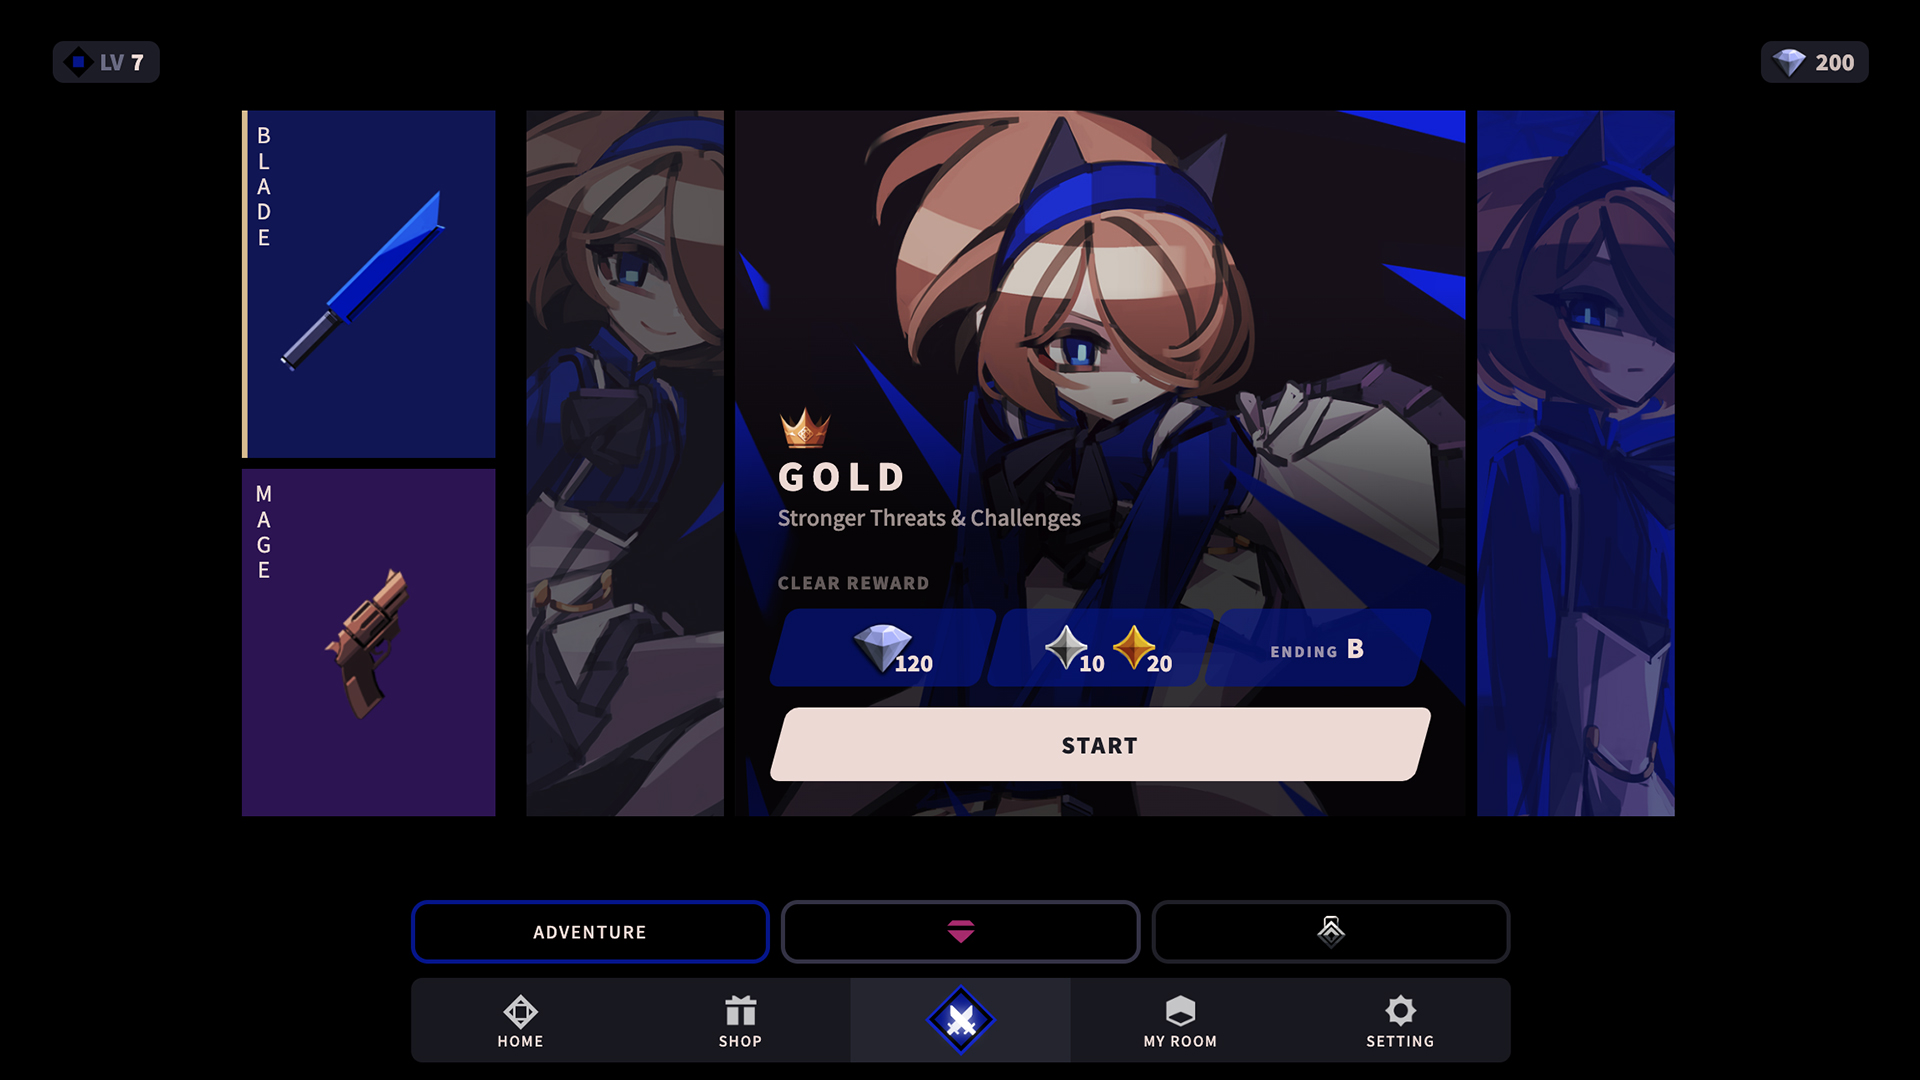 LV 7
200
BLADE
MAGE
GOLD
Stronger Threats & Challenges
CLEAR REWARD
120
10
20
ENDING B
START
ADVENTURE
HOME
SHOP
MY ROOM
SETTING